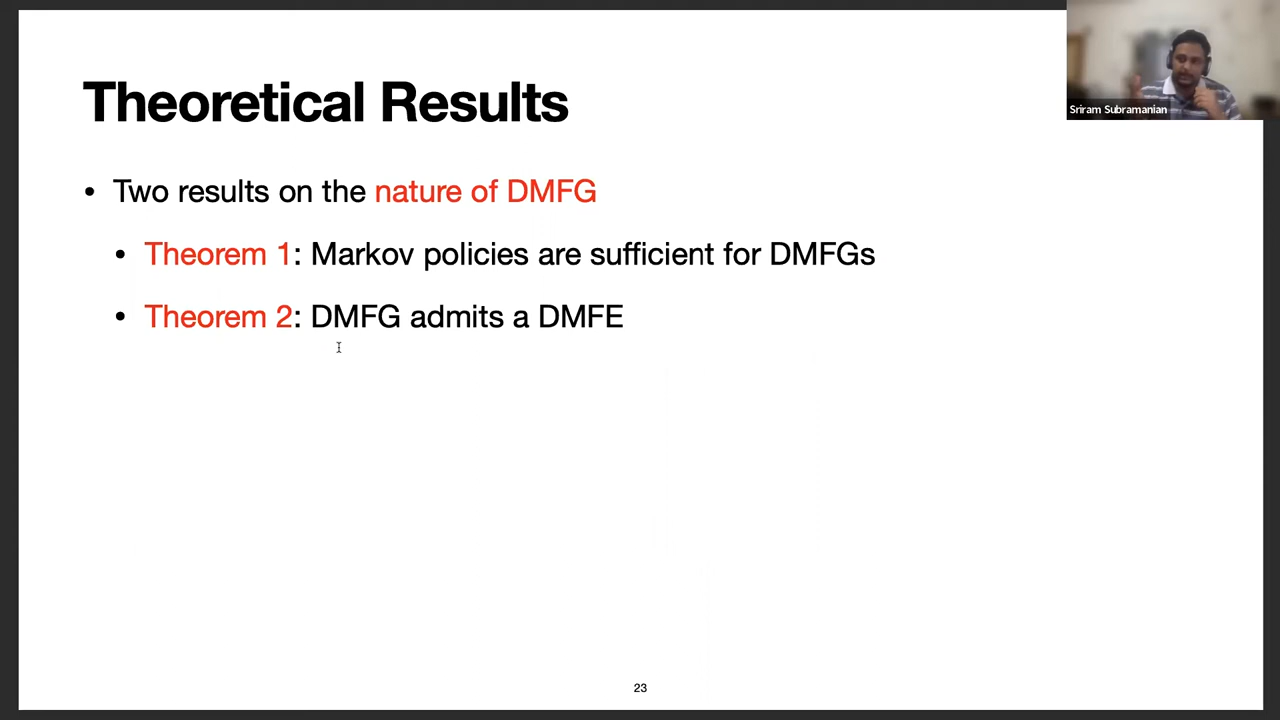 Theoretical Results
Sriram Subramanian
• Two results on the nature of DMFG
• Theorem 1: Markov policies are sufficient for DMFGs
• Theorem 2: DMFG admits a DMFE
23